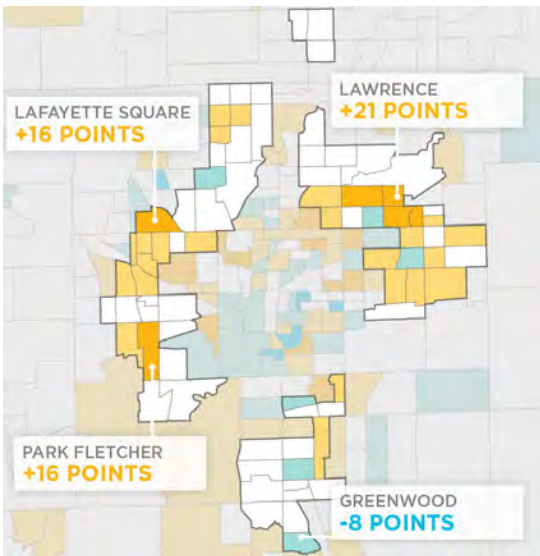 LAFAYETTE SQUARE
+16 POINTS
LAWRENCE
+21 POINTS
PARK FLETCHER
+16 POINTS
GREENWOOD
-8 POINTS